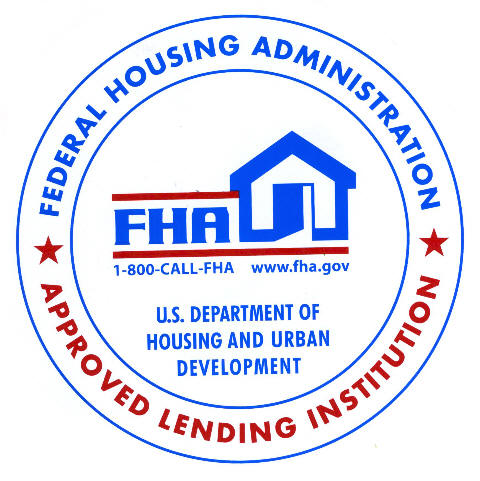 FEDERAL HOUSING ADMINISTRATION
FHA
1-800-CALL-FHA www.fha.gov
U.S. DEPARTMENT OF
HOUSING AND URBAN
DEVELOPMENT
APPROVED LENDING INSTITUTION